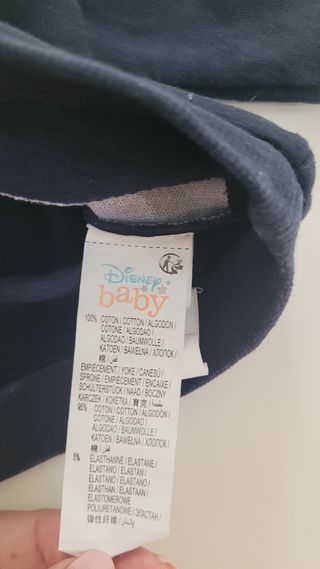 Disney
baby
100% COTON / COTTON / ALGODÓN /
COTONE / ALGODAO /
ALGODÃO / BAUMWOLLE /
KATOEN / BAWEŁNA / ХЛОПОК /
棉 / قطن
EMPIECEMENT / YOKE / CANESÚ /
SPRONE / EMPIECEMENT / ENCAIXE /
SCHULTERSTÜCK / NAAD / BOCZNY
KARCZEK / КОКЕТКА / 育克 /
95% COTON / COTTON / ALGODÓN /
COTONE / ALGODAO /
ALGODÃO / BAUMWOLLE /
KATOEN / BAWEŁNA / ХЛОПОК /
棉 / قطن
5% ELASTHANNE / ELASTANE /
ELASTANO / ELASTAN /
ELASTANO / ELASTANO /
ELASTHAN / ELASTAAN /
ELASTOMEROWE
POLIURETANOWE / ЭЛАСТАН /
弹性纤维 / إيلاستان